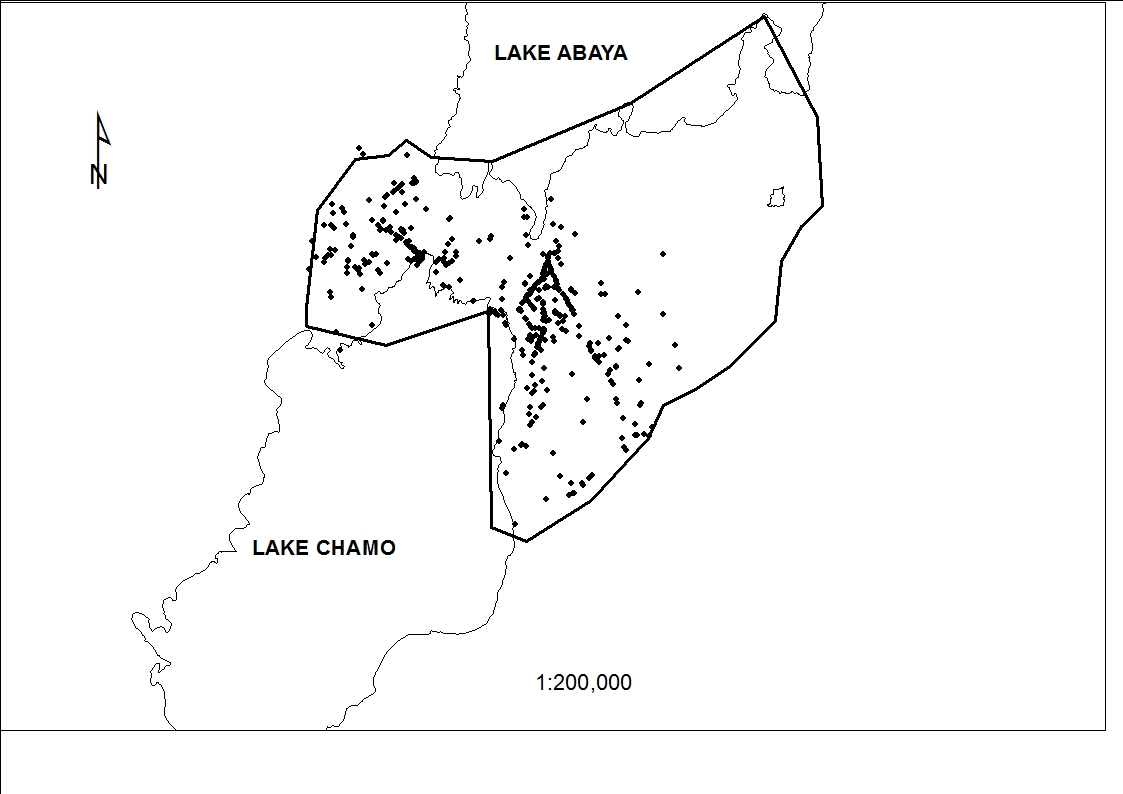 LAKE ABAYA
N
LAKE CHAMO
1:200,000